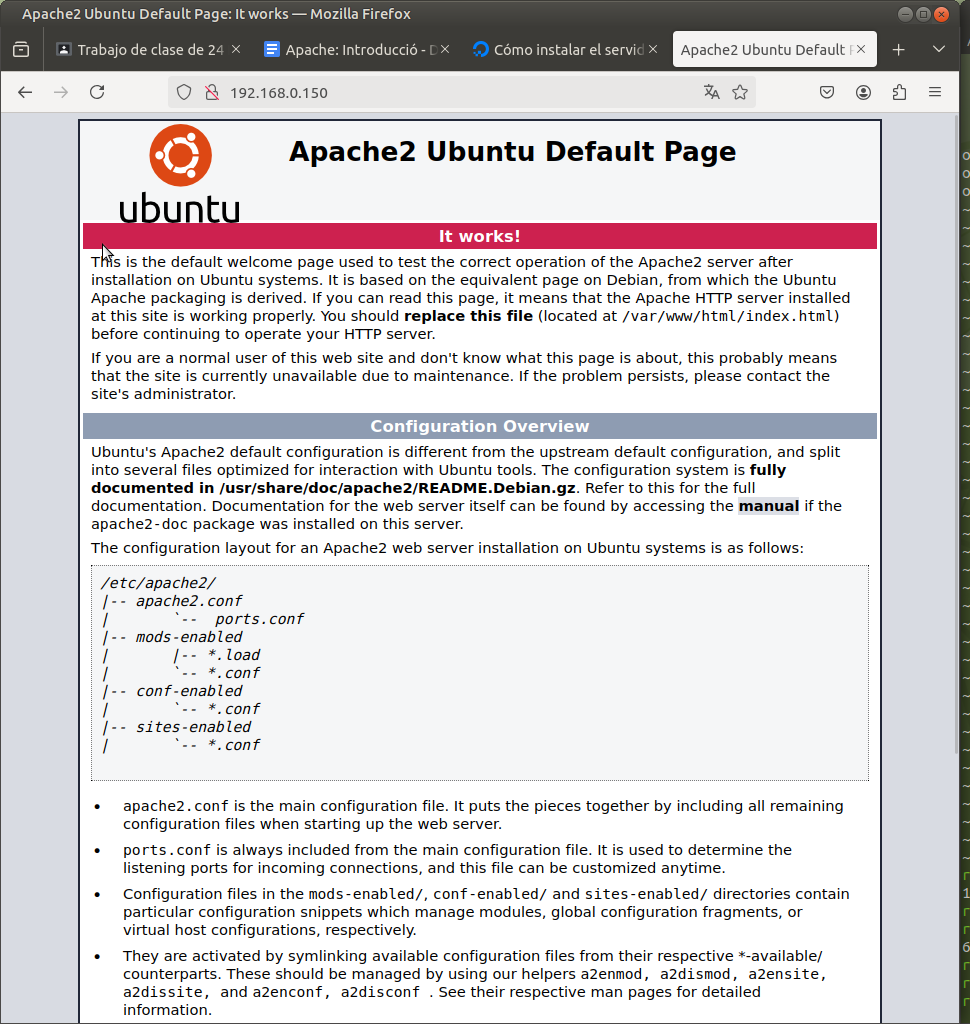 Apache2 Ubuntu Default Page: It works — Mozilla Firefox
Trabajo de clase de 24
Apache: Introducció - D
Cómo instalar el servid
Apache2 Ubuntu Default P
192.168.0.150
ubuntu
Apache2 Ubuntu Default Page
It works!
This is the default welcome page used to test the correct operation of the Apache2 server after
installation on Ubuntu systems. It is based on the equivalent page on Debian, from which the Ubuntu
Apache packaging is derived. If you can read this page, it means that the Apache HTTP server installed
at this site is working properly. You should replace this file (located at /var/www/html/index.html)
before continuing to operate your HTTP server.
If you are a normal user of this web site and don't know what this page is about, this probably means
that the site is currently unavailable due to maintenance. If the problem persists, please contact the
site's administrator.
Configuration Overview
Ubuntu's Apache2 default configuration is different from the upstream default configuration, and split
into several files optimized for interaction with Ubuntu tools. The configuration system is fully
documented in /usr/share/doc/apache2/README.Debian.gz. Refer to this for the full
documentation. Documentation for the web server itself can be found by accessing the manual if the
apache2-doc package was installed on this server.
The configuration layout for an Apache2 web server installation on Ubuntu systems is as follows:
/etc/apache2/
|-- apache2.conf
|       `--  ports.conf
|-- mods-enabled
|       |-- *.load
|       `-- *.conf
|-- conf-enabled
|       `-- *.conf
|-- sites-enabled
|       `-- *.conf
• apache2.conf is the main configuration file. It puts the pieces together by including all remaining
configuration files when starting up the web server.
• ports.conf is always included from the main configuration file. It is used to determine the
listening ports for incoming connections, and this file can be customized anytime.
• Configuration files in the mods-enabled/, conf-enabled/ and sites-enabled/ directories contain
particular configuration snippets which manage modules, global configuration fragments, or
virtual host configurations, respectively.
• They are activated by symlinking available configuration files from their respective *-available/
counterparts. These should be managed by using our helpers a2enmod, a2dismod, a2ensite,
a2dissite, and a2enconf, a2disconf . See their respective man pages for detailed
information.